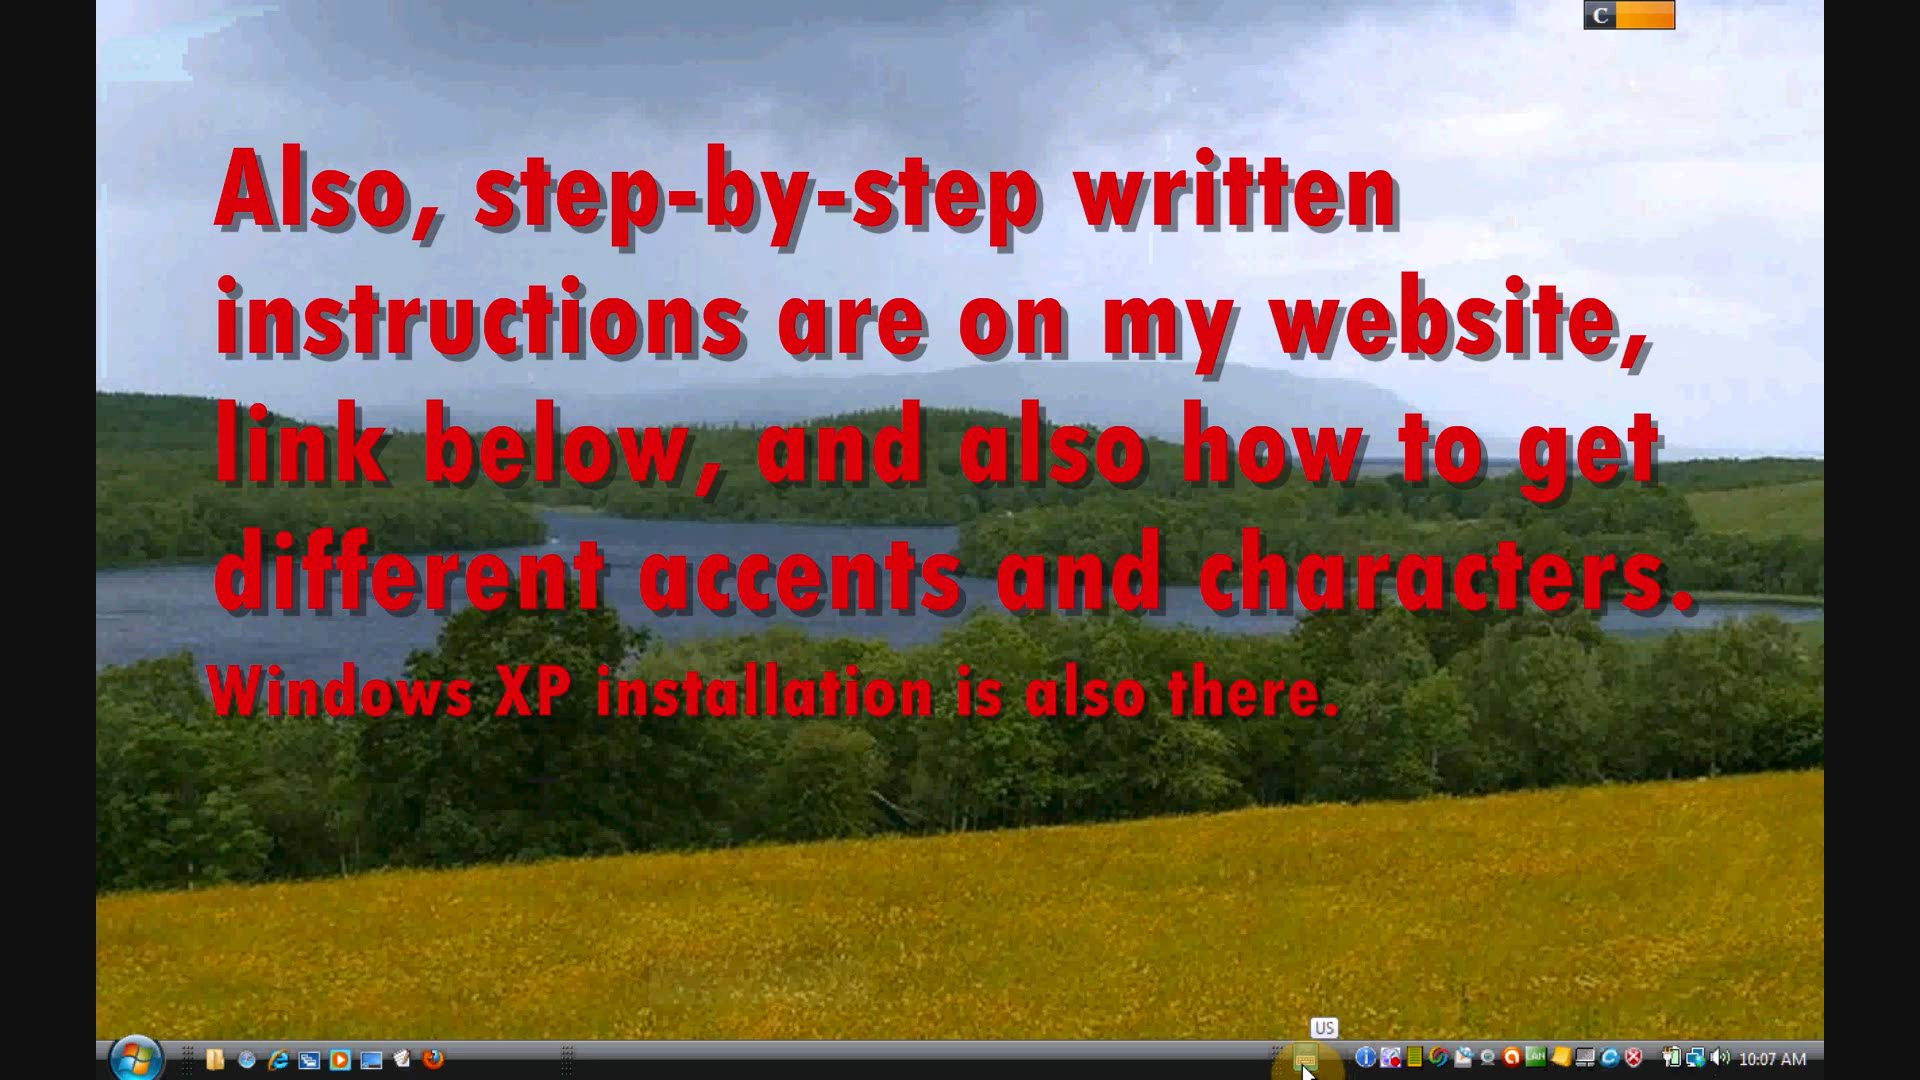 C
Also, step-by-step written
instructions are on my website,
link below, and also how to get
different accents and characters.
Windows XP installation is also there.
US
LAN
10:07 AM